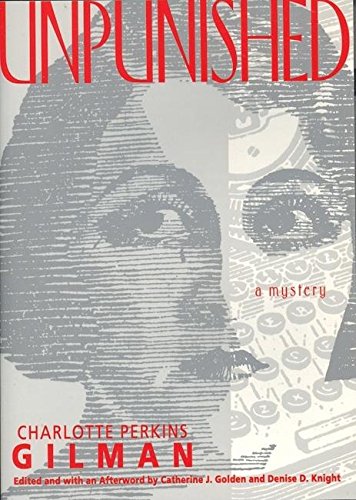 UNPUNISHED
a mystery
CHARLOTTE PERKINS
GILMAN
Edited and with an Afterword by Catherine J. Golden and Denise D. Knight